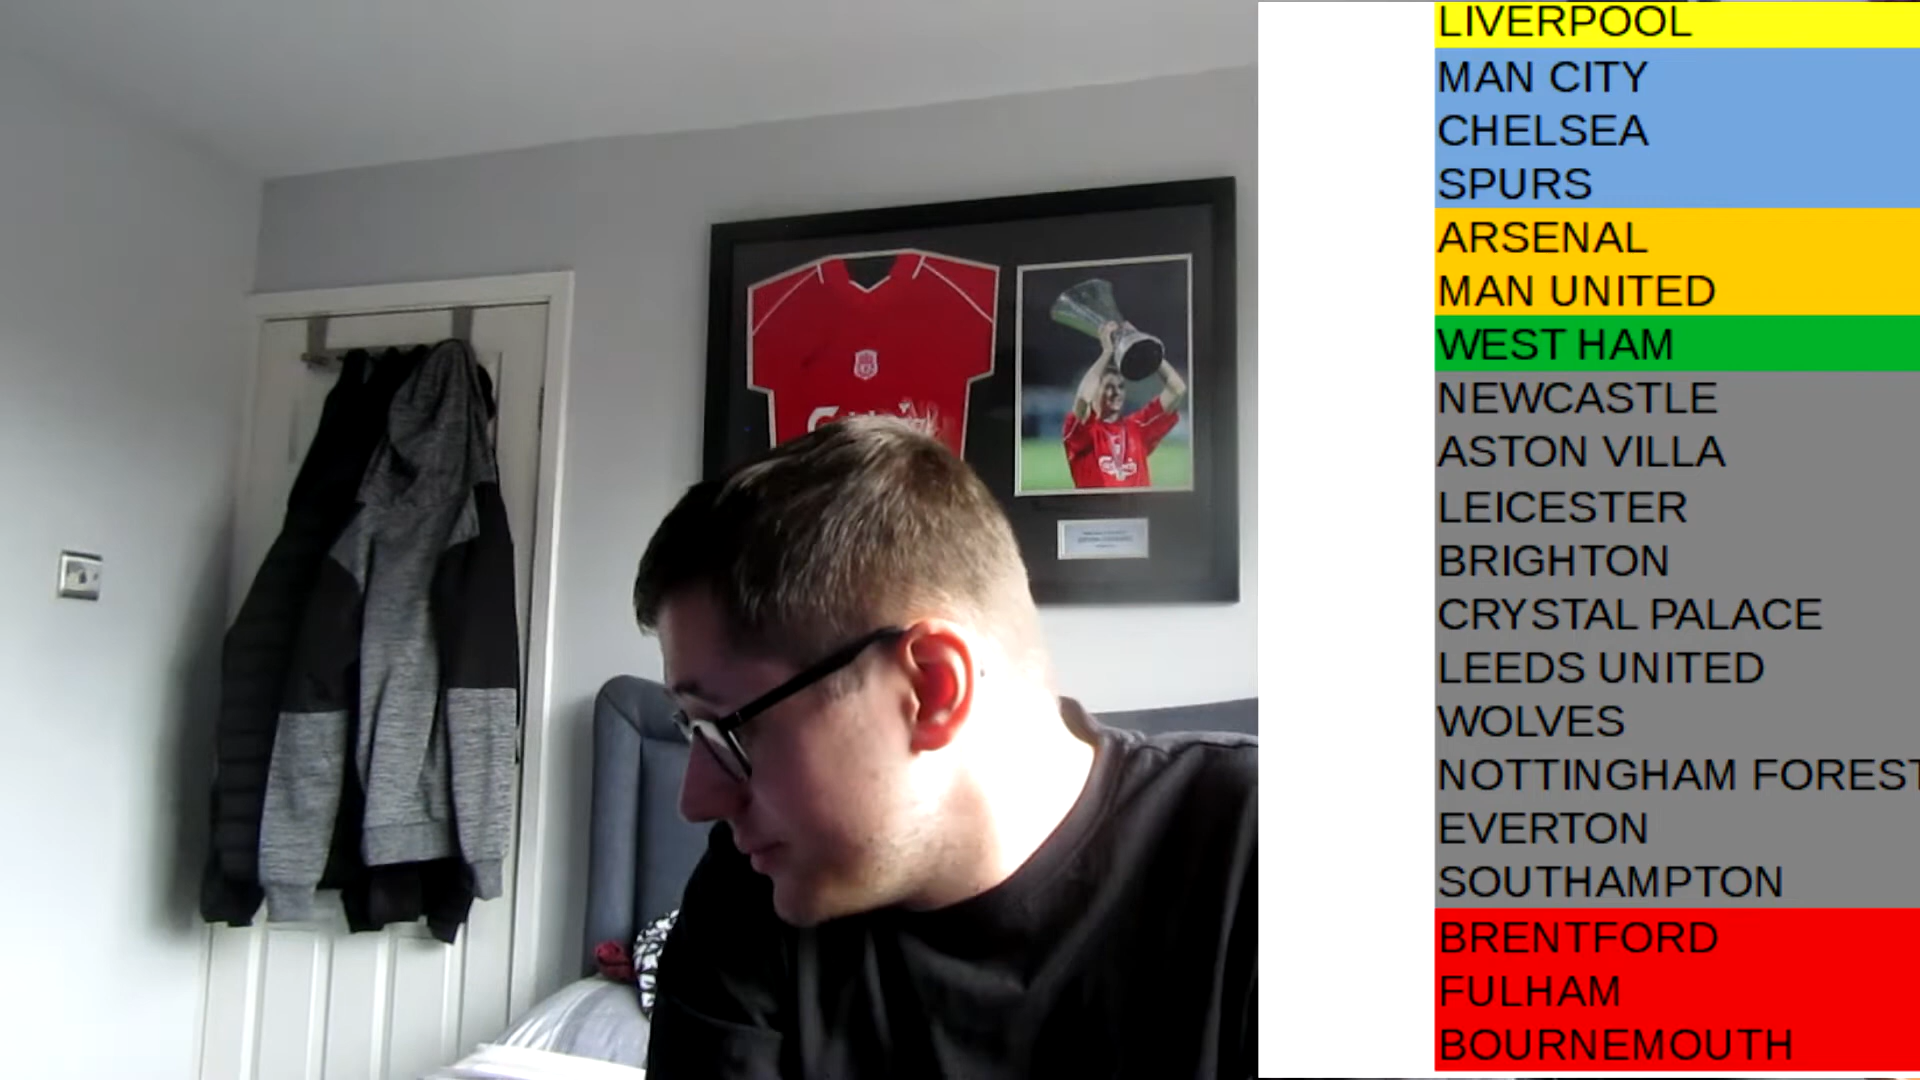 LIVERPOOL
MAN CITY
CHELSEA
SPURS
ARSENAL
MAN UNITED
WEST HAM
NEWCASTLE
ASTON VILLA
LEICESTER
BRIGHTON
CRYSTAL PALACE
LEEDS UNITED
WOLVES
NOTTINGHAM FOREST
EVERTON
SOUTHAMPTON
BRENTFORD
FULHAM
BOURNEMOUTH